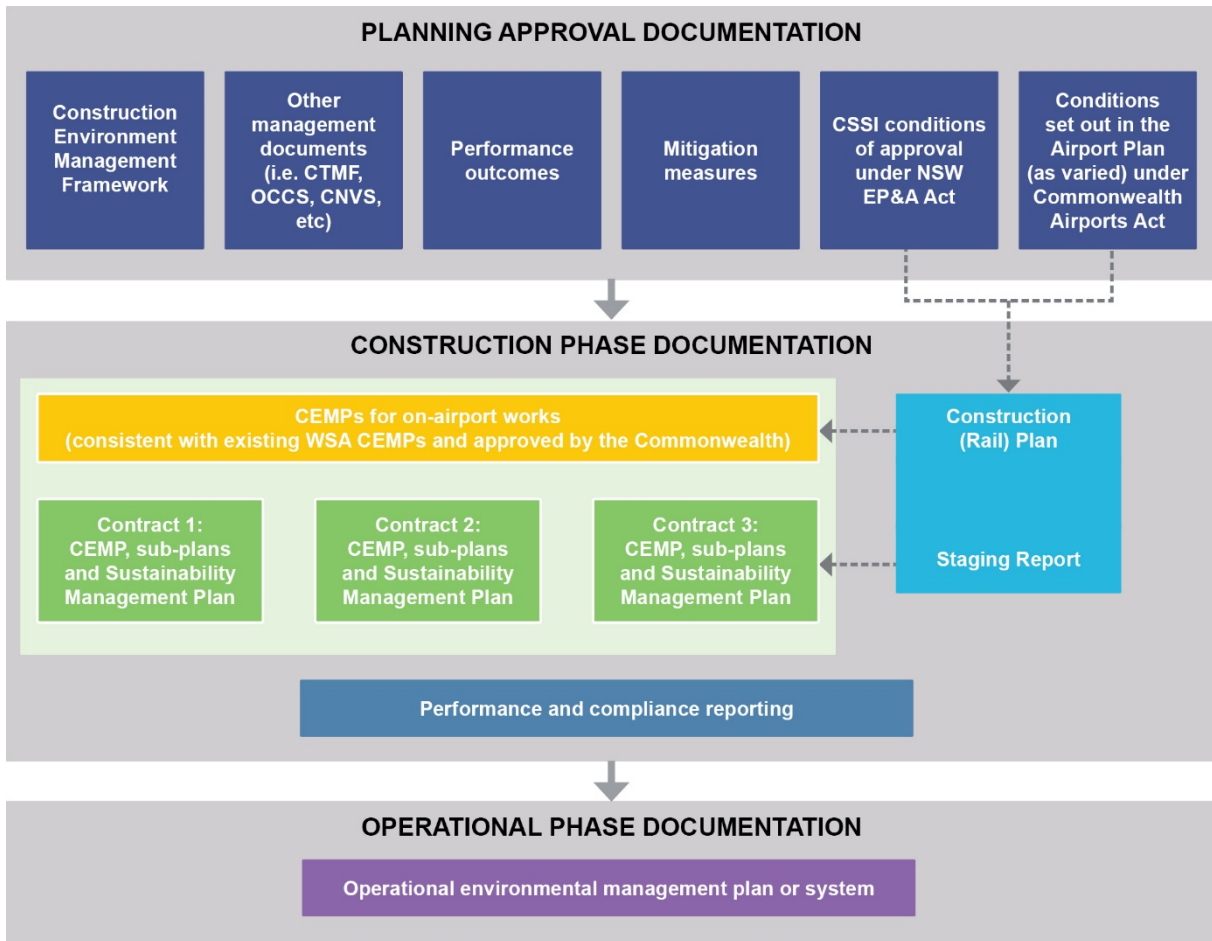 PLANNING APPROVAL DOCUMENTATION
Construction
Environment
Management
Framework
Other
management
documents
(i.e. CTMF,
OCCS, CNVS,
etc)
Performance
outcomes
Mitigation
measures
CSSI conditions
of approval
under NSW
EP&A Act
Conditions
set out in the
Airport Plan
(as varied) under
Commonwealth
Airports Act
CONSTRUCTION PHASE DOCUMENTATION
CEMPs for on-airport works
(consistent with existing WSA CEMPs and approved by the Commonwealth)
Construction
(Rail) Plan
Contract 1:
CEMP, sub-plans
and Sustainability
Management Plan
Contract 2:
CEMP, sub-plans
and Sustainability
Management Plan
Contract 3:
CEMP, sub-plans
and Sustainability
Management Plan
Staging Report
Performance and compliance reporting
OPERATIONAL PHASE DOCUMENTATION
Operational environmental management plan or system